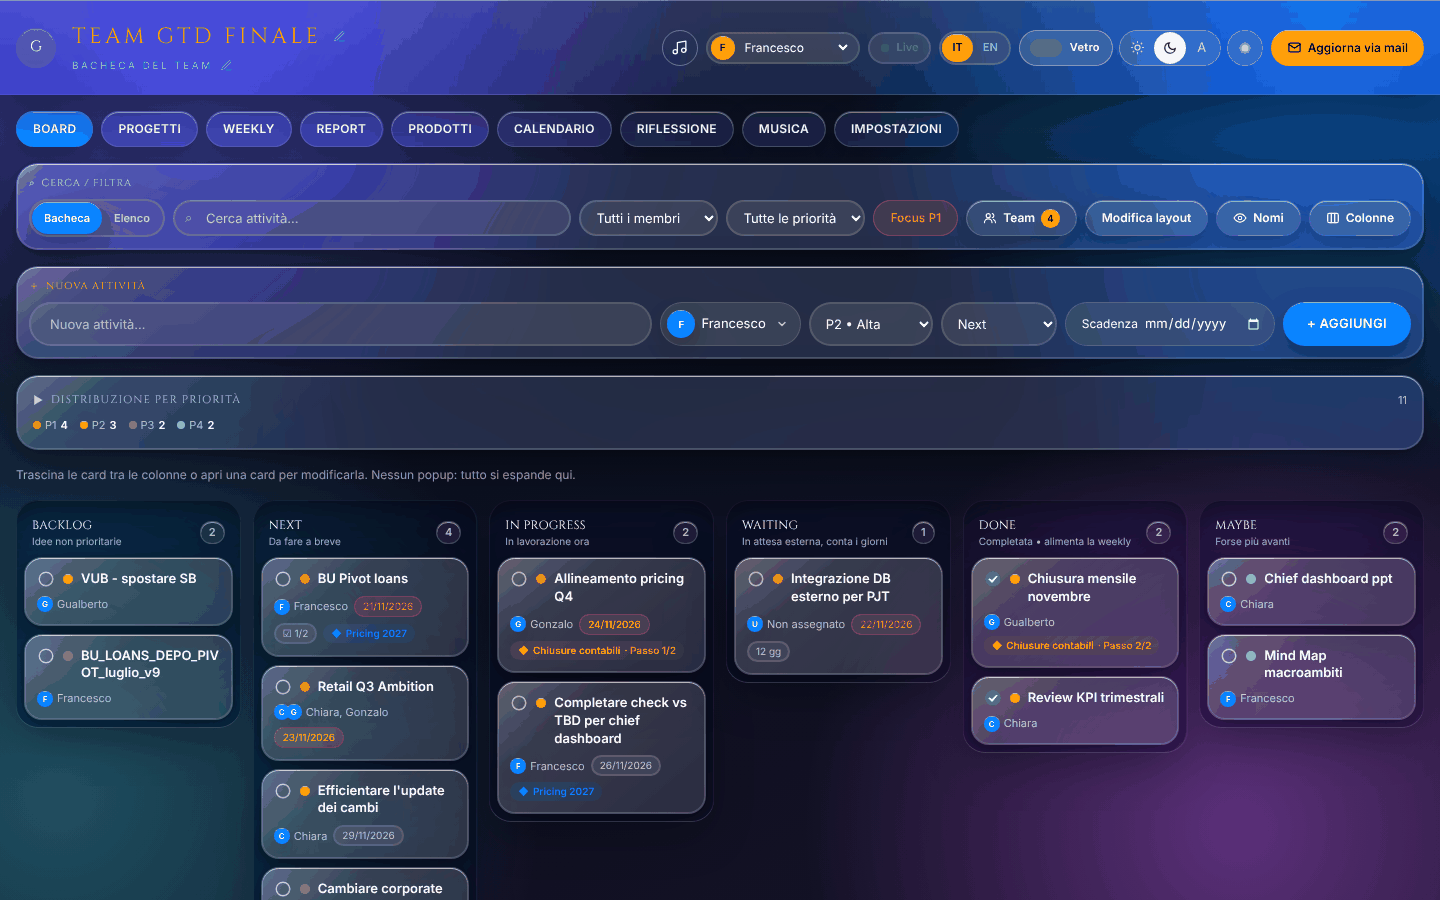 G
TEAM GTD FINALE
BACHECA DEL TEAM
F Francesco
Live
IT EN
Vetro
A
Aggiorna via mail
BOARD PROGETTI WEEKLY REPORT PRODOTTI CALENDARIO RIFLESSIONE MUSICA IMPOSTAZIONI
CERCA / FILTRA
Bacheca Elenco Cerca attività... Tutti i membri Tutte le priorità Focus P1 Team 4 Modifica layout Nomi Colonne
+ NUOVA ATTIVITÀ
Nuova attività... F Francesco P2 • Alta Next Scadenza mm/dd/yyyy + AGGIUNGI
▶ DISTRIBUZIONE PER PRIORITÀ 11
P1 4 P2 3 P3 2 P4 2
Trascina le card tra le colonne o apri una card per modificarla. Nessun popup: tutto si espande qui.
BACKLOG 2
Idee non prioritarie
VUB - spostare SB
G Gualberto
BU_LOANS_DEPO_PIV
OT_luglio_v9
F Francesco
NEXT 4
Da fare a breve
BU Pivot loans
F Francesco 21/11/2026
☑ 1/2 ◆ Pricing 2027
Retail Q3 Ambition
C G Chiara, Gonzalo
23/11/2026
Efficientare l'update
dei cambi
C Chiara 29/11/2026
Cambiare corporate
IN PROGRESS 2
In lavorazione ora
Allineamento pricing
Q4
G Gonzalo 24/11/2026
◆ Chiusure contabili · Passo 1/2
Completare check vs
TBD per chief
dashboard
F Francesco 26/11/2026
◆ Pricing 2027
WAITING 1
In attesa esterna, conta i giorni
Integrazione DB
esterno per PJT
U Non assegnato 22/11/2026
12 gg
DONE 2
Completata • alimenta la weekly
Chiusura mensile
novembre
G Gualberto
◆ Chiusure contabili · Passo 2/2
Review KPI trimestrali
C Chiara
MAYBE 2
Forse più avanti
Chief dashboard ppt
C Chiara
Mind Map
macroambiti
F Francesco